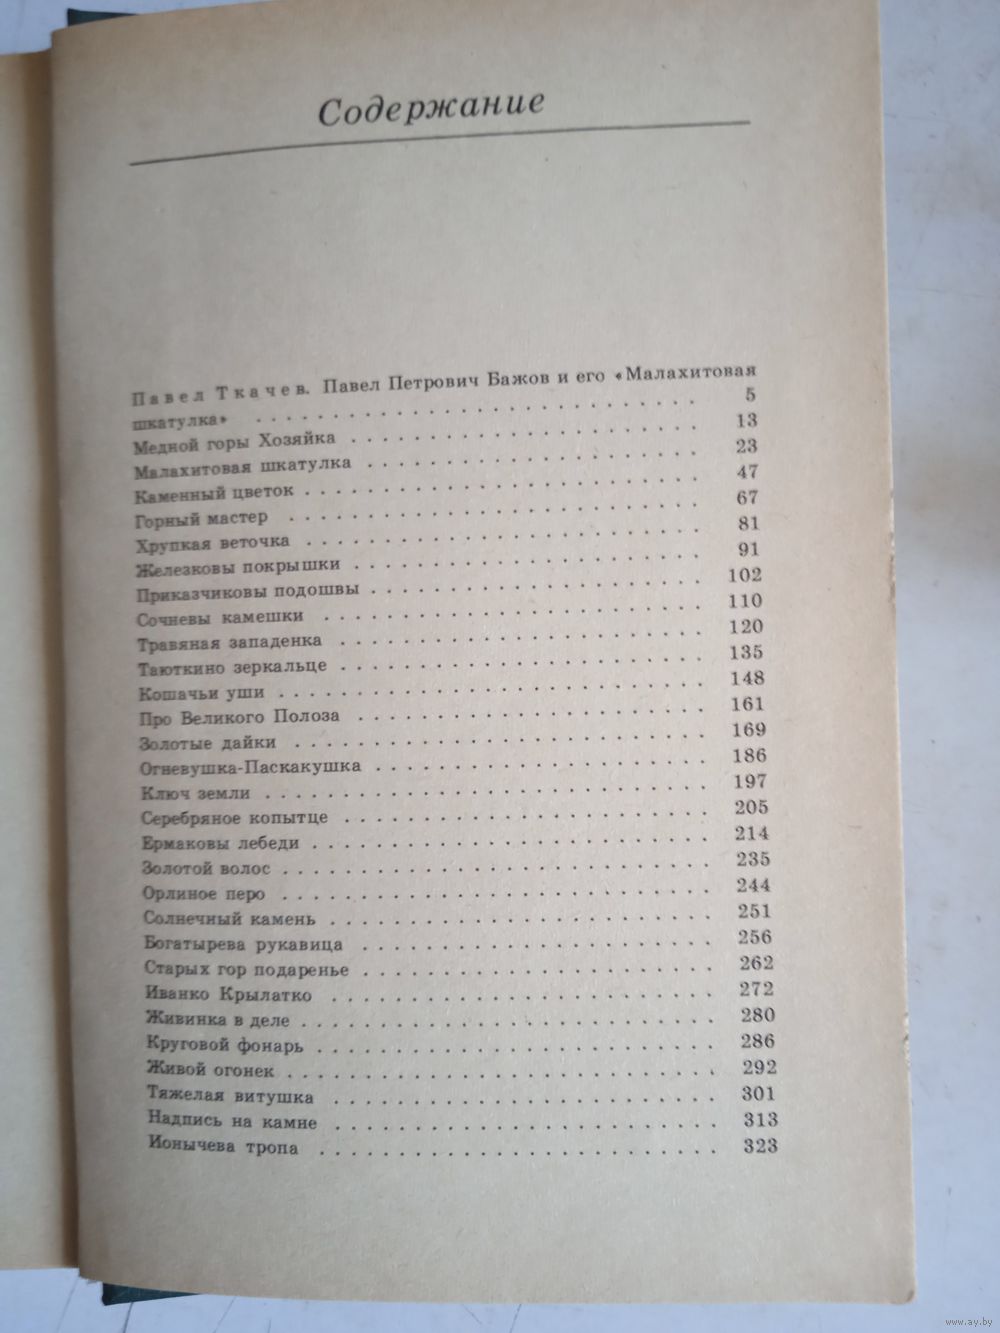 Содержание
Павел Ткачев. Павел Петрович Бажов и его «Малахитовая
шкатулка» . . . . . . . . . . . . . . . . . . . . 5
Медной горы Хозяйка . . . . . . . . . . . . . . . . . . . . 13
Малахитовая шкатулка . . . . . . . . . . . . . . . . . . . . 23
Каменный цветок . . . . . . . . . . . . . . . . . . . . 47
Горный мастер . . . . . . . . . . . . . . . . . . . . 67
Хрупкая веточка . . . . . . . . . . . . . . . . . . . . 81
Железковы покрышки . . . . . . . . . . . . . . . . . . . . 91
Приказчиковы подошвы . . . . . . . . . . . . . . . . . . . . 102
Сочневы камешки . . . . . . . . . . . . . . . . . . . . 110
Травяная западенка . . . . . . . . . . . . . . . . . . . . 120
Таюткино зеркальце . . . . . . . . . . . . . . . . . . . . 135
Кошачьи уши . . . . . . . . . . . . . . . . . . . . 148
Про Великого Полоза . . . . . . . . . . . . . . . . . . . . 161
Золотые дайки . . . . . . . . . . . . . . . . . . . . 169
Огневушка-Паскакушка . . . . . . . . . . . . . . . . . . . . 186
Ключ земли . . . . . . . . . . . . . . . . . . . . 197
Серебряное копытце . . . . . . . . . . . . . . . . . . . . 205
Ермаковы лебеди . . . . . . . . . . . . . . . . . . . . 214
Золотой волос . . . . . . . . . . . . . . . . . . . . 235
Орлиное перо . . . . . . . . . . . . . . . . . . . . 244
Солнечный камень . . . . . . . . . . . . . . . . . . . . 251
Богатырева рукавица . . . . . . . . . . . . . . . . . . . . 256
Старых гор подаренье . . . . . . . . . . . . . . . . . . . . 262
Иванко Крылатко . . . . . . . . . . . . . . . . . . . . 272
Живинка в деле . . . . . . . . . . . . . . . . . . . . 280
Круговой фонарь . . . . . . . . . . . . . . . . . . . . 286
Живой огонек . . . . . . . . . . . . . . . . . . . . 292
Тяжелая витушка . . . . . . . . . . . . . . . . . . . . 301
Надпись на камне . . . . . . . . . . . . . . . . . . . . 313
Ионычева тропа . . . . . . . . . . . . . . . . . . . . 323
www.ay.by